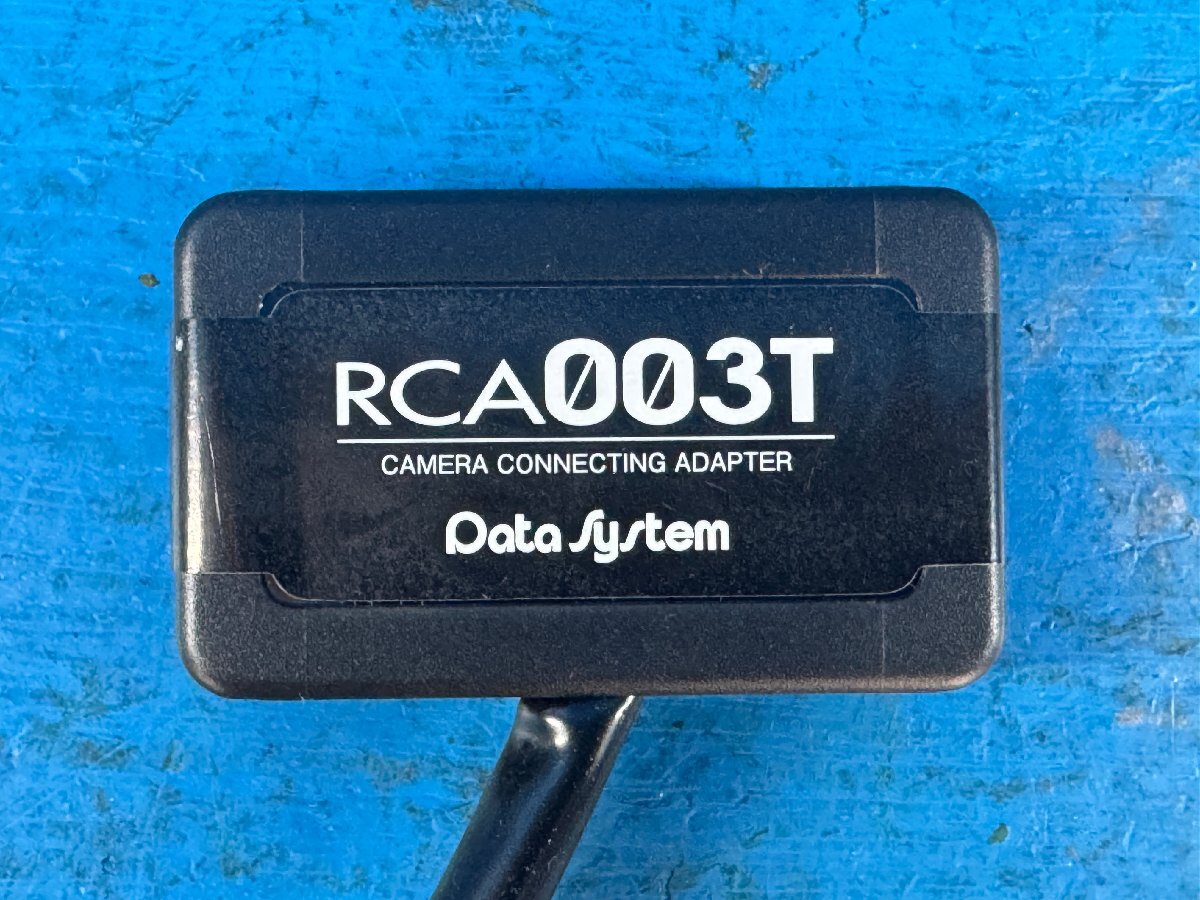 RCA003T
CAMERA CONNECTING ADAPTER
Data System